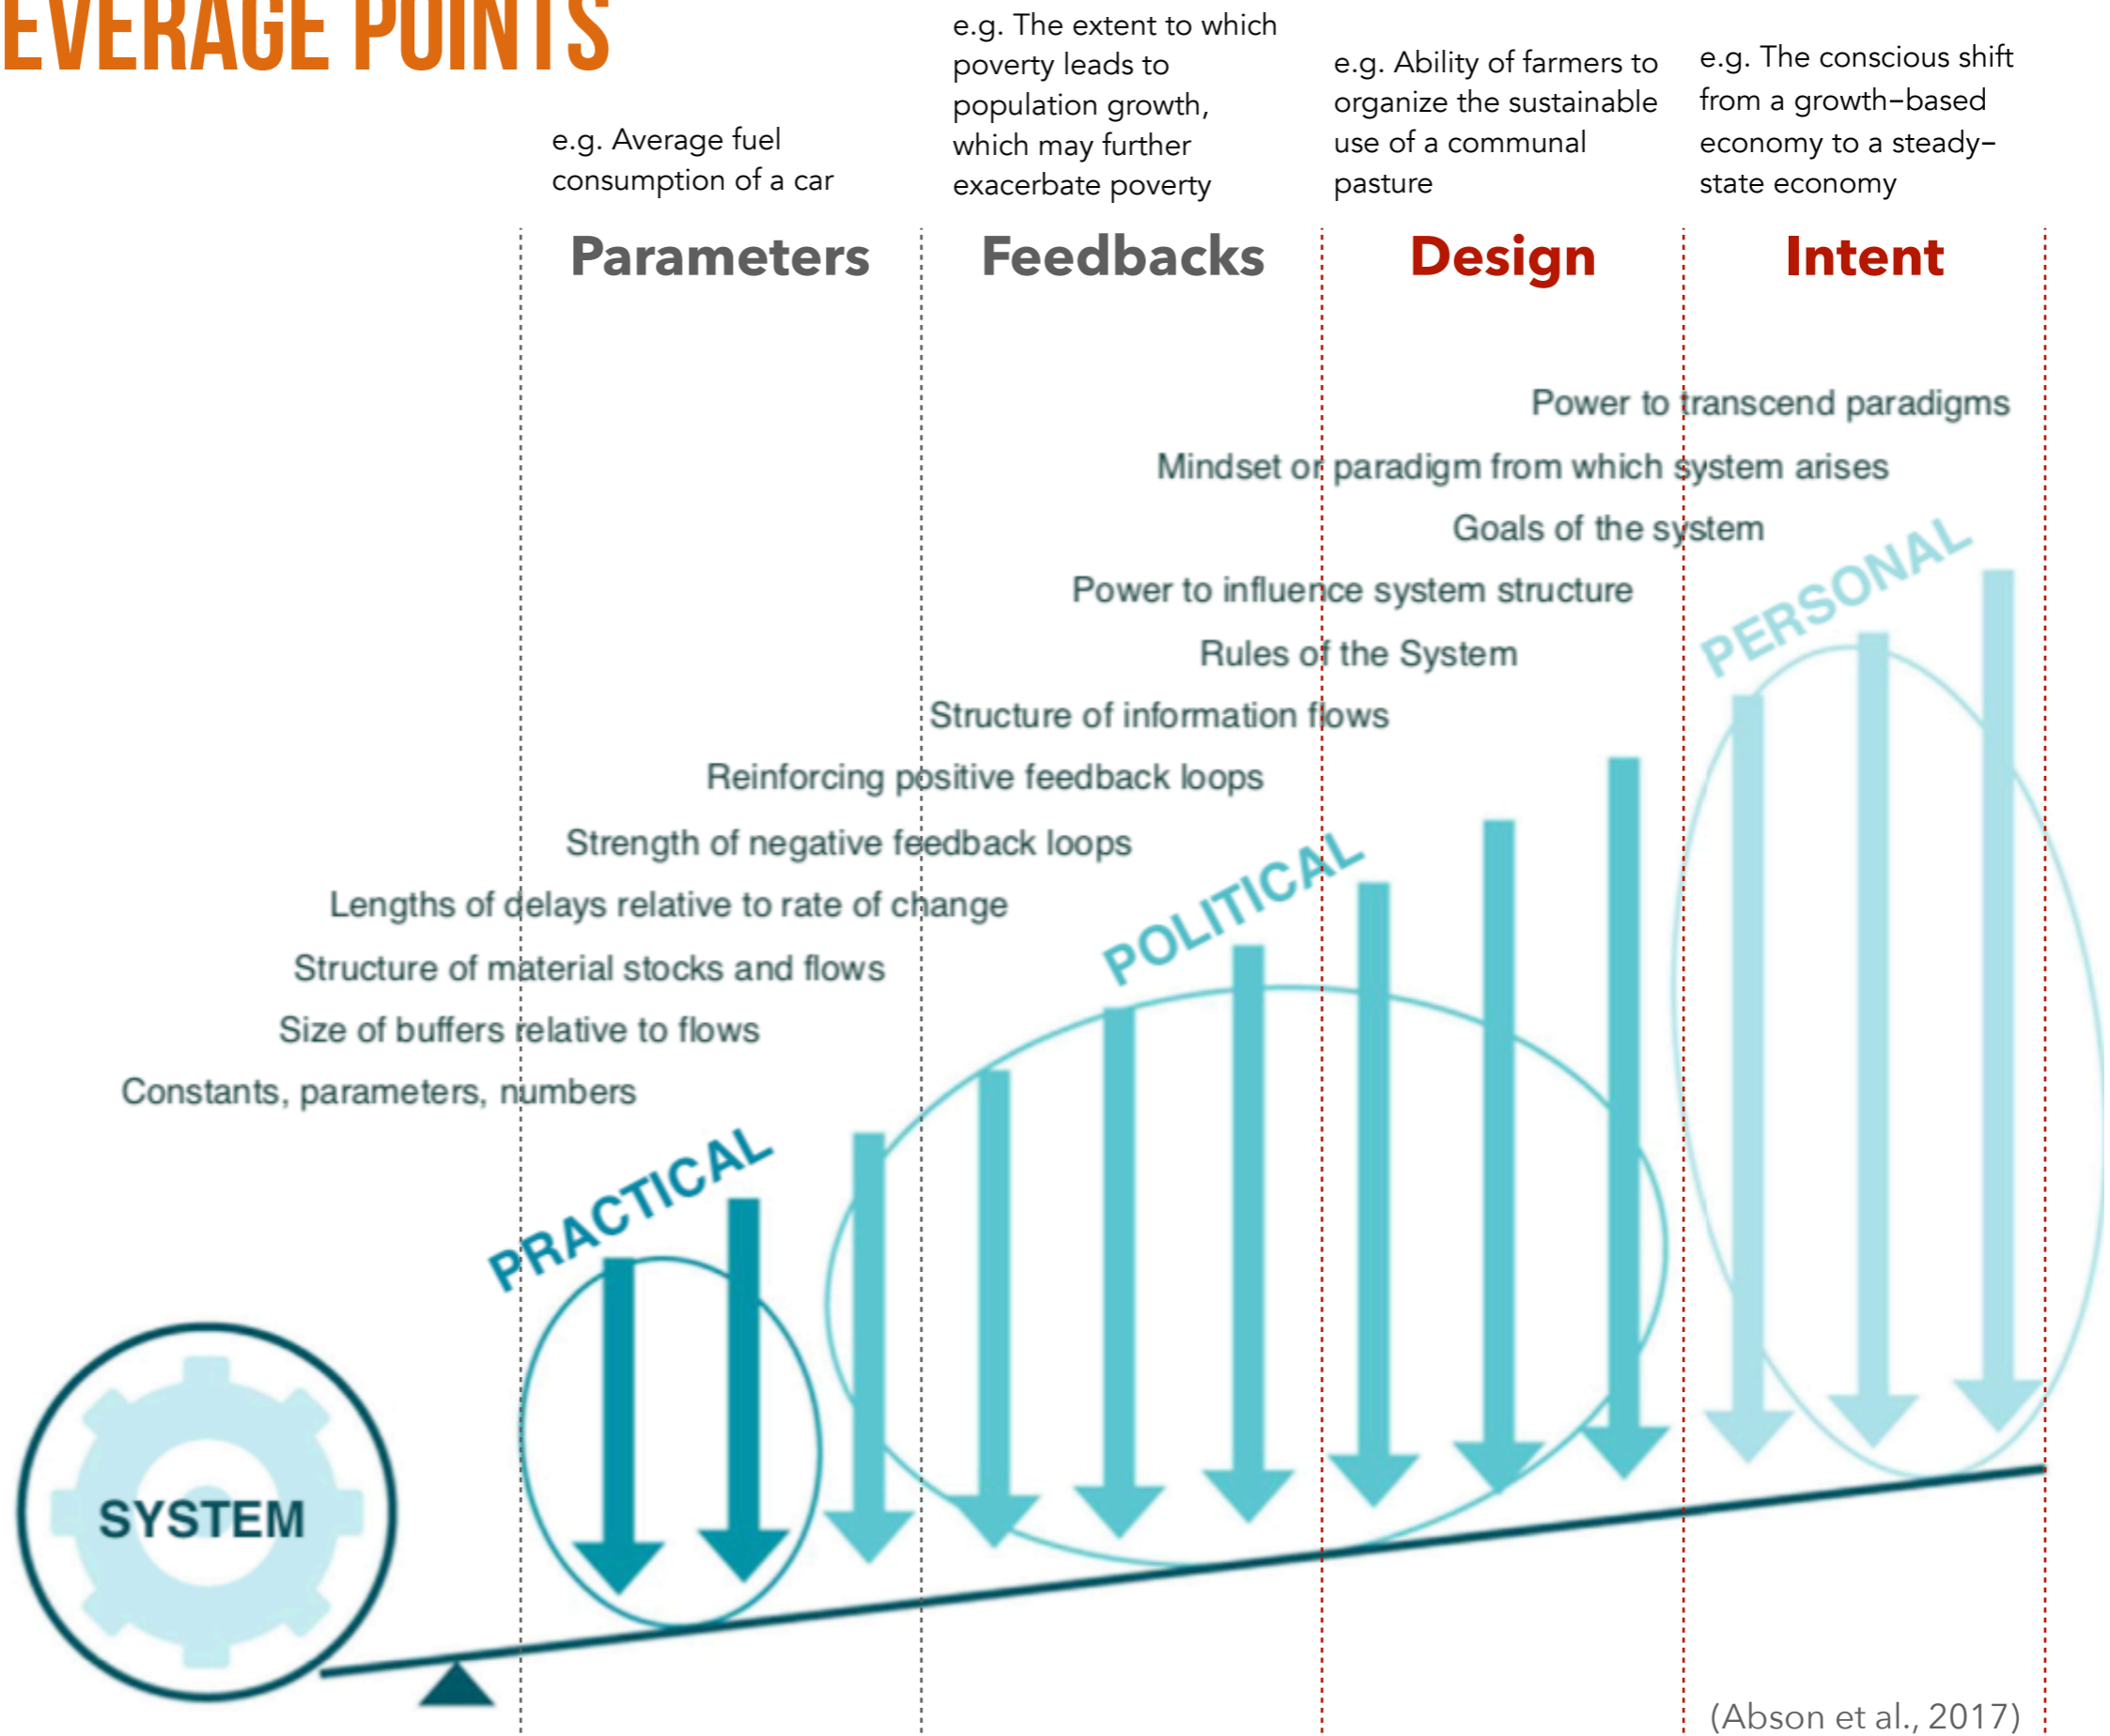 EVERAGE POINTS
e.g. Average fuel
consumption of a car
e.g. The extent to which
poverty leads to
population growth,
which may further
exacerbate poverty
e.g. Ability of farmers to
organize the sustainable
use of a communal
pasture
e.g. The conscious shift
from a growth-based
economy to a steady-
state economy
Parameters
Feedbacks
Design
Intent
Power to transcend paradigms
Mindset or paradigm from which system arises
Goals of the system
Power to influence system structure
Rules of the System
Structure of information flows
Reinforcing positive feedback loops
Strength of negative feedback loops
Lengths of delays relative to rate of change
Structure of material stocks and flows
Size of buffers relative to flows
Constants, parameters, numbers
PRACTICAL
POLITICAL
PERSONAL
SYSTEM
(Abson et al., 2017)